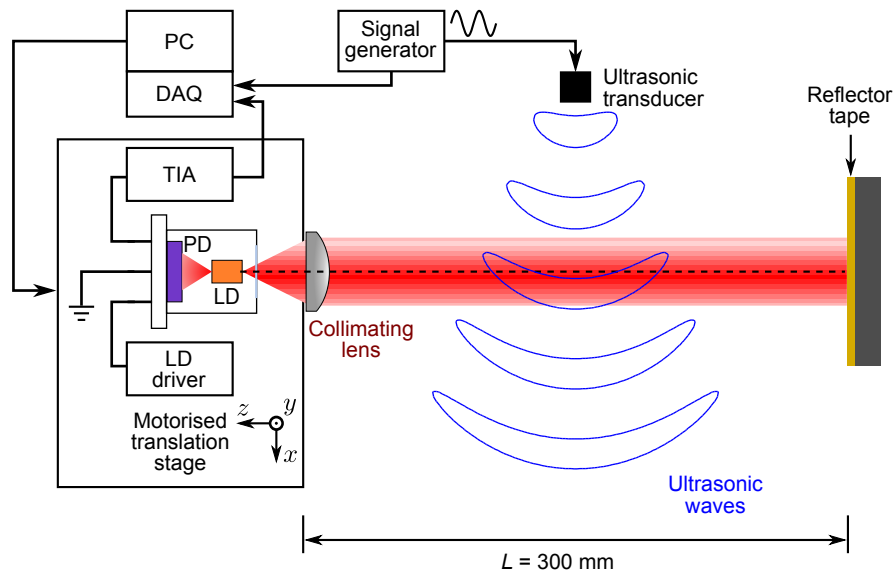 PC
DAQ
Signal
generator
Ultrasonic
transducer
Reflector
tape
TIA
PD
LD
LD
driver
Collimating
lens
Motorised
translation
stage
z
y
x
Ultrasonic
waves
L = 300 mm